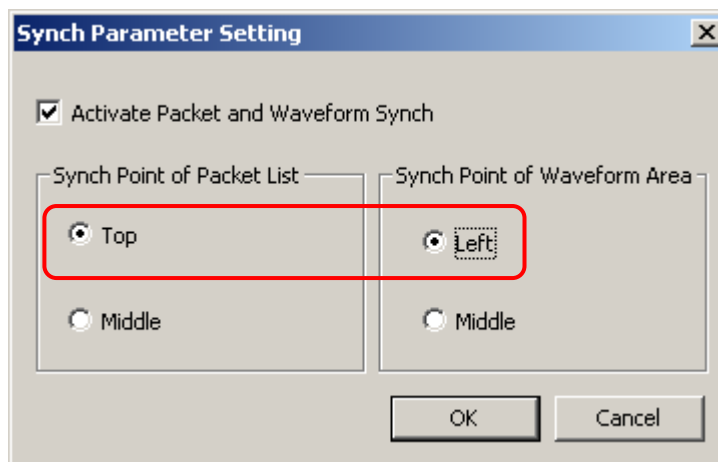 Synch Parameter Setting
Activate Packet and Waveform Synch
Synch Point of Packet List
Top
Middle
Synch Point of Waveform Area
Left
Middle
OK
Cancel